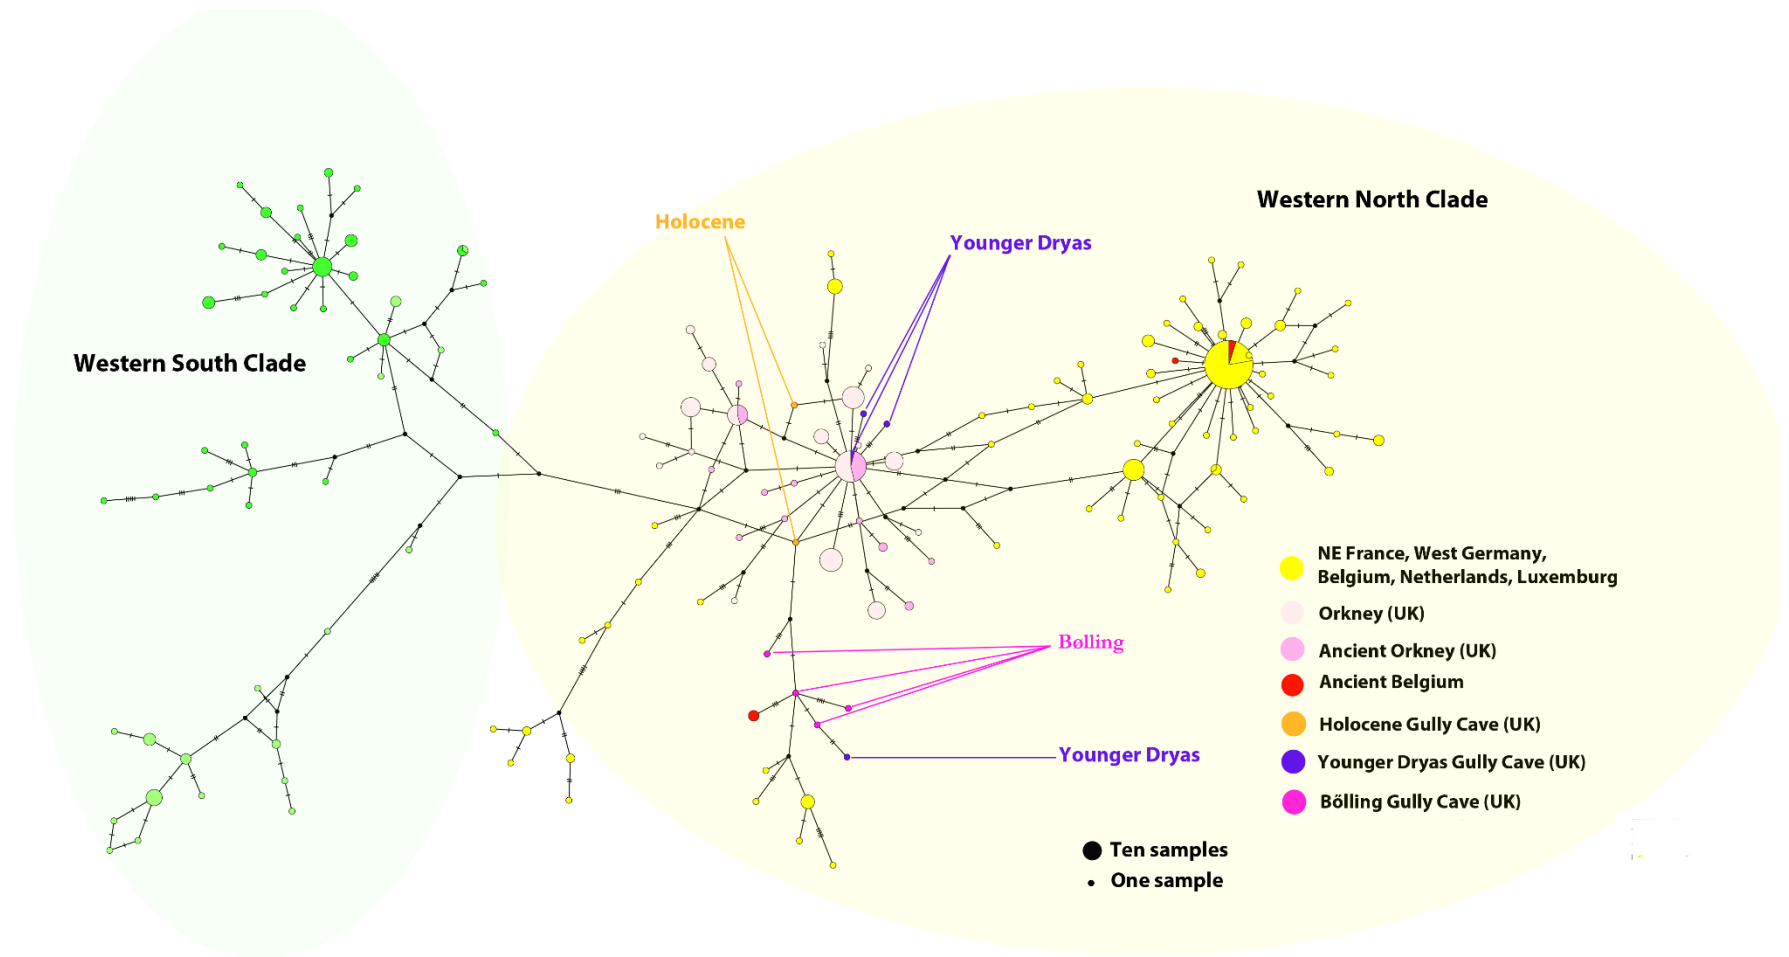 Western North Clade
Holocene
Younger Dryas
Western South Clade
NE France, West Germany,
Belgium, Netherlands, Luxemburg
Orkney (UK)
Ancient Orkney (UK)
Bølling
Ancient Belgium
Holocene Gully Cave (UK)
Younger Dryas
Younger Dryas Gully Cave (UK)
Bőlling Gully Cave (UK)
Ten samples
One sample